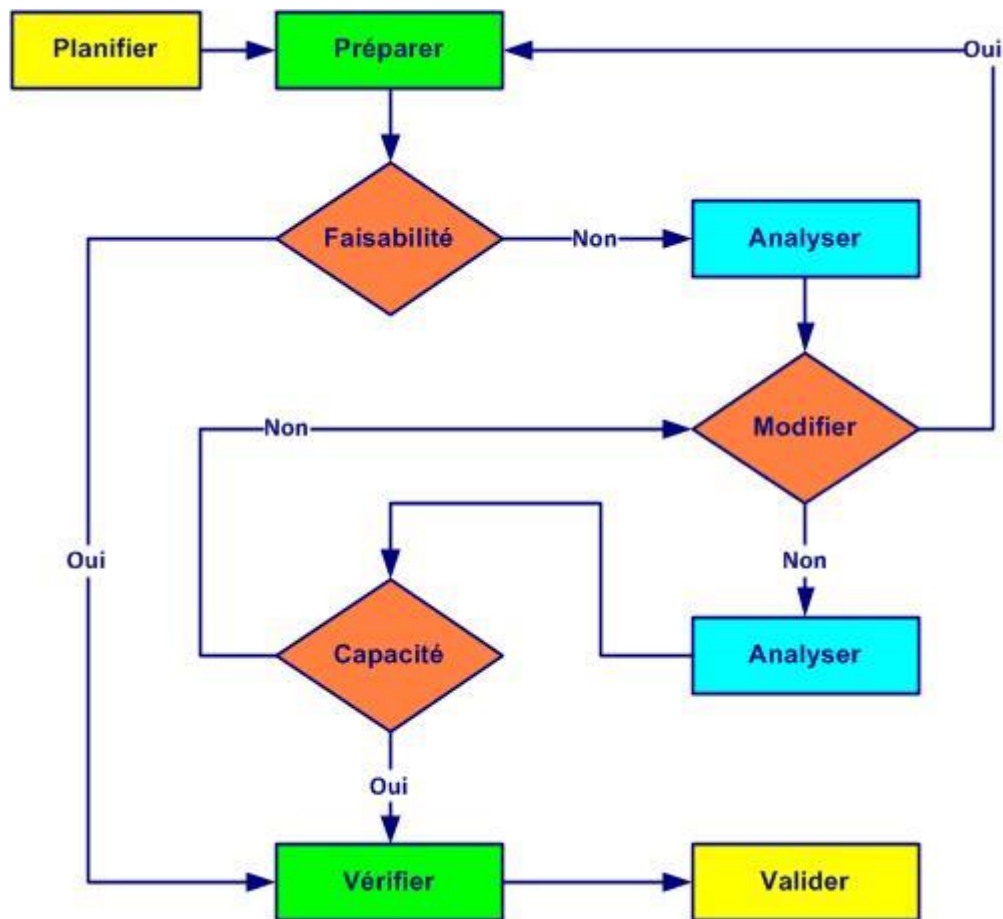 Planifier
Préparer
Oui
Faisabilité
Non
Analyser
Non
Modifier
Oui
Non
Capacité
Analyser
Oui
Vérifier
Valider